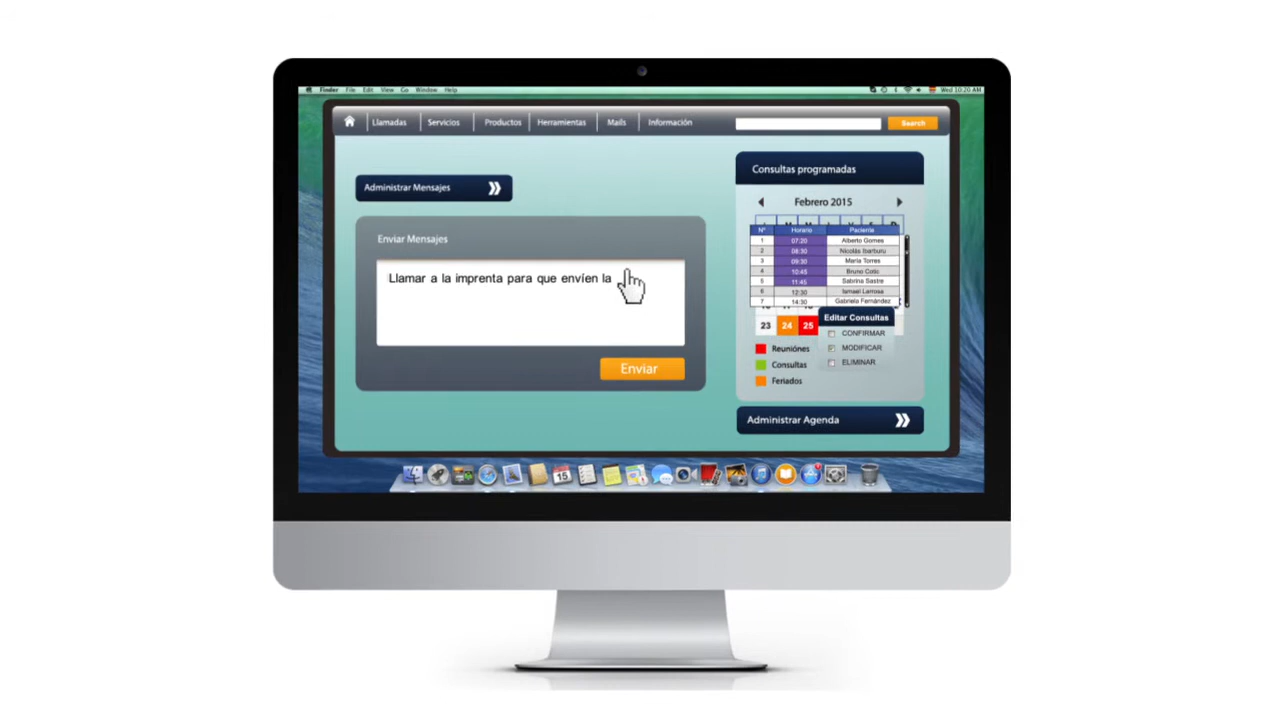 Finder File Edit View Go Window Help
Wed 10:20 AM
Llamadas Servicios Productos Herramientas Mails Información
Search
Administrar Mensajes
Enviar Mensajes
Llamar a la imprenta para que envíen la
Enviar
Consultas programadas
Febrero 2015
Nº Horario Paciente
1 07:30 Alberto Gomes
2 08:30 Nicolás Ibarburu
3 09:30 María Torres
4 10:45 Bruno Cotic
5 11:45 Sabrina Sastre
6 12:30 Ismael Larrosa
7 14:30 Gabriela Fernández
23 24 25
Editar Consultas
CONFIRMAR
MODIFICAR
ELIMINAR
Reuniónes
Consultas
Feriados
Administrar Agenda
15